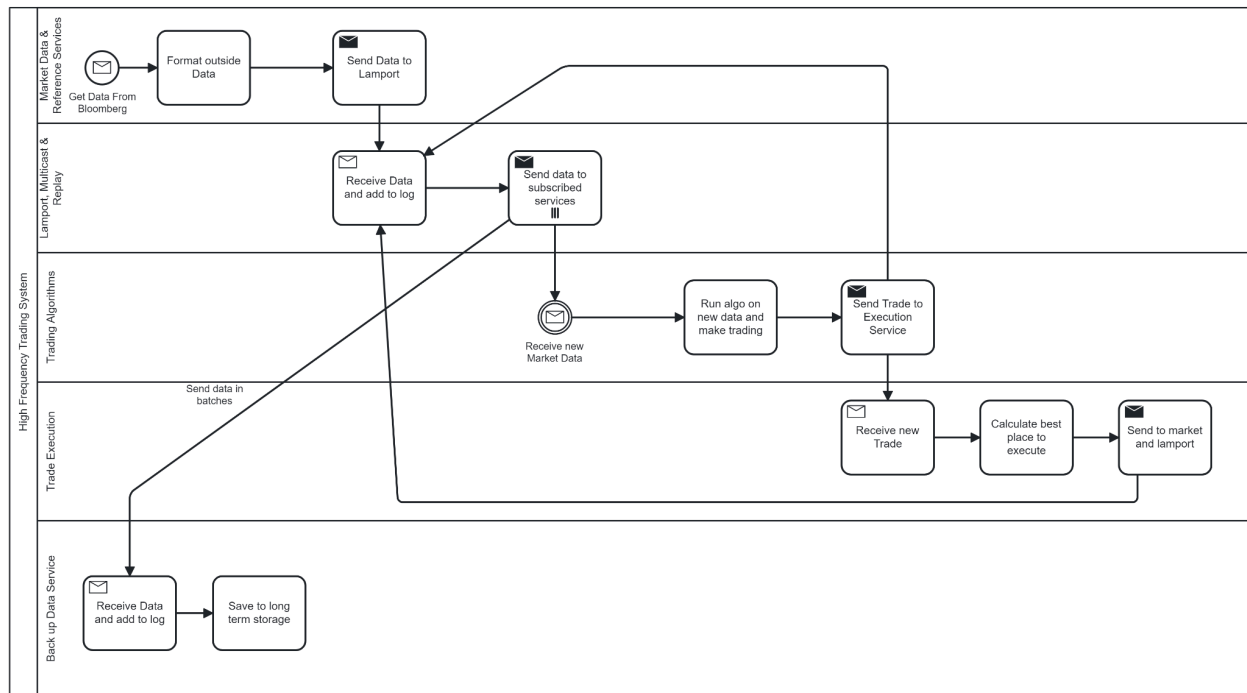 High Frequency Trading System
Market Data &
Reference Services
Get Data From
Bloomberg
Format outside
Data
Send Data to
Lamport
Lamport, Multicast &
Replay
Receive Data
and add to log
Send data to
subscribed
services
Trading Algorithms
Receive new
Market Data
Run algo on
new data and
make trading
Send Trade to
Execution
Service
Send data in
batches
Trade Execution
Receive new
Trade
Calculate best
place to
execute
Send to market
and lamport
Back up Data Service
Receive Data
and add to log
Save to long
term storage